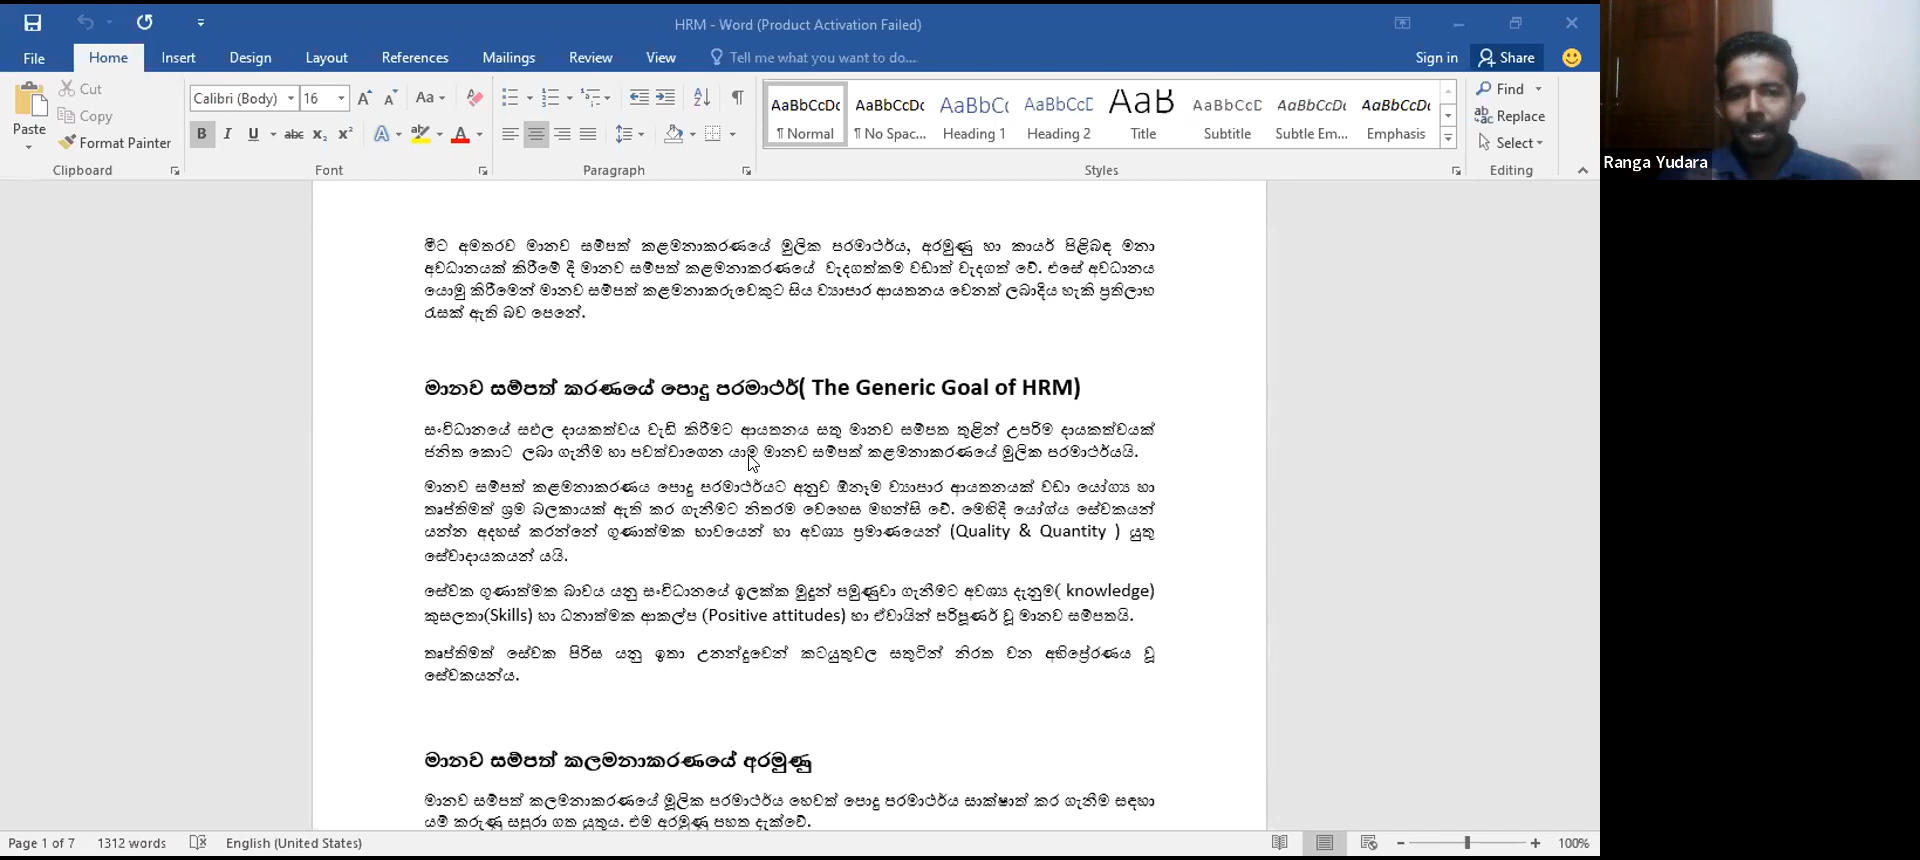 HRM - Word (Product Activation Failed)
File Home Insert Design Layout References Mailings Review View Tell me what you want to do.... Sign in Share
Paste Cut Copy Format Painter
Calibri (Body) 16
AaBbCcDc AaBbCcDc AaBbC( AaBbCcD AaB AaBbCcD AaBbCcDt AaBbCcDt
¶ Normal ¶ No Spac... Heading 1 Heading 2 Title Subtitle Subtle Em... Emphasis
Find Replace Select
Clipboard Font Paragraph Styles Editing
Ranga Yudara
මීට අමතරව මානව සම්පත් කළමනාකරණයේ මුලික පරමාර්ථය, අරමුණු හා කාර්ය පිළිබඳ මනා
අවධානයක් කිරීමේ දී මානව සම්පත් කළමනාකරණයේ වැදගත්කම වඩාත් වැදගත් වේ. එසේ අවධානය
යොමු කිරීමෙන් මානව සම්පත් කළමනාකරුවෙකුට සිය ව්‍යාපාර ආයතනය වෙනත් ලබාදිය හැකි ප්‍රතිලාභ
රැසක් ඇති බව පෙනේ.
මානව සම්පත් කරණයේ පොදු පරමාර්ථ( The Generic Goal of HRM)
සංවිධානයේ සඵල දායකත්වය වැඩි කිරීමට ආයතනය සතු මානව සම්පත තුළින් උපරිම දායකත්වයක්
ජනිත කොට ලබා ගැනීම හා පවත්වාගෙන යාම මානව සම්පත් කළමනාකරණයේ මුලික පරමාර්ථයයි.
මානව සම්පත් කළමනාකරණය පොදු පරමාර්ථයට අනුව ඕනෑම ව්‍යාපාර ආයතනයක් වඩා යෝග්‍ය හා
තෘප්තිමත් ශ්‍රම බලකායක් ඇති කර ගැනීමට නිතරම වෙහෙස මහන්සි වේ. මෙහිදී යෝග්ය සේවකයන්
යන්න අදහස් කරන්නේ ගුණාත්මක භාවයෙන් හා අවශ්‍ය ප්‍රමාණයෙන් (Quality & Quantity ) යුතු
සේවාදායකයන් යයි.
සේවක ගුණාත්මක බාවය යනු සංවිධානයේ ඉලක්ක මුදුන් පමුණුවා ගැනීමට අවශ්‍ය දැනුම( knowledge)
කුසලතා(Skills) හා ධනාත්මක ආකල්ප (Positive attitudes) හා ඒවායින් පරිපූර්ණ වූ මානව සම්පතයි.
තෘප්තිමත් සේවක පිරිස යනු ඉතා උනන්දුවෙන් කටයුතුවල සතුටින් නිරත වන අභිප්‍රේරණය වූ
සේවකයන්ය.
මානව සම්පත් කලමනාකරණයේ අරමුණු
මානව සම්පත් කලමනාකරණයේ මූලික පරමාර්ථය හෙවත් පොදු පරමාර්ථය සාක්ෂාත් කර ගැනීම සඳහා
යම් කරුණු සපුරා ගත යුතුය. එම අරමුණු පහත දැක්වේ.
Page 1 of 7 1312 words English (United States) 100%